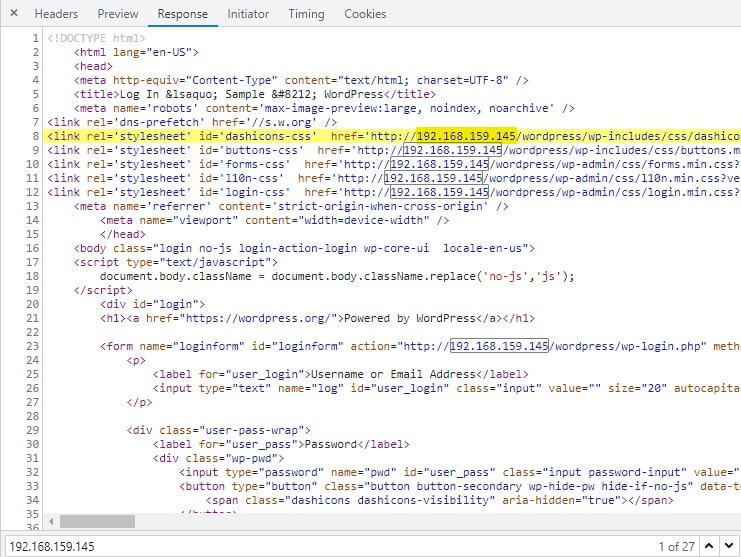 × Headers Preview Response Initiator Timing Cookies
1 <!DOCTYPE html>
2 <html lang="en-US">
3 <head>
4 <meta http-equiv="Content-Type" content="text/html; charset=UTF-8" />
5 <title>Log In &lsaquo; Sample &#8212; WordPress</title>
6 <meta name='robots' content='max-image-preview:large, noindex, noarchive' />
7 <link rel='dns-prefetch' href='//s.w.org' />
8 <link rel='stylesheet' id='dashicons-css'  href='http://192.168.159.145/wordpress/wp-includes/css/dashico
9 <link rel='stylesheet' id='buttons-css'  href='http://192.168.159.145/wordpress/wp-includes/css/buttons.m
10 <link rel='stylesheet' id='forms-css'  href='http://192.168.159.145/wordpress/wp-admin/css/forms.min.css?
11 <link rel='stylesheet' id='l10n-css'  href='http://192.168.159.145/wordpress/wp-admin/css/l10n.min.css?ve
12 <link rel='stylesheet' id='login-css'  href='http://192.168.159.145/wordpress/wp-admin/css/login.min.css?
13 <meta name='referrer' content='strict-origin-when-cross-origin' />
14 <meta name="viewport" content="width=device-width" />
15 </head>
16 <body class="login no-js login-action-login wp-core-ui  locale-en-us">
17 <script type="text/javascript">
18 document.body.className = document.body.className.replace('no-js','js');
19 </script>
20 <div id="login">
21 <h1><a href="https://wordpress.org/">Powered by WordPress</a></h1>
22
23 <form name="loginform" id="loginform" action="http://192.168.159.145/wordpress/wp-login.php" meth
24 <p>
25 <label for="user_login">Username or Email Address</label>
26 <input type="text" name="log" id="user_login" class="input" value="" size="20" autocapita
27 </p>
28
29 <div class="user-pass-wrap">
30 <label for="user_pass">Password</label>
31 <div class="wp-pwd">
32 <input type="password" name="pwd" id="user_pass" class="input password-input" value="
33 <button type="button" class="button button-secondary wp-hide-pw hide-if-no-js" data-t
34 <span class="dashicons dashicons-visibility" aria-hidden="true"></span>
35 </button>
36
192.168.159.145 1 of 27